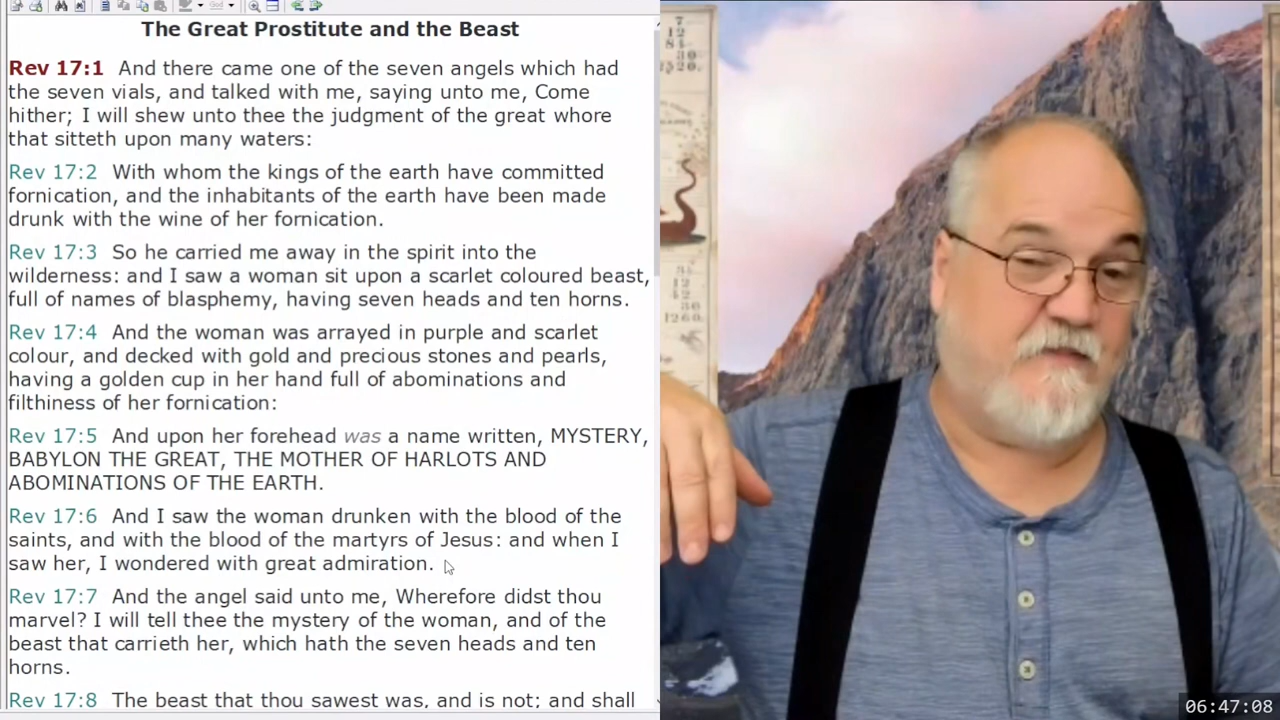 The Great Prostitute and the Beast
Rev 17:1 And there came one of the seven angels which had
the seven vials, and talked with me, saying unto me, Come
hither; I will shew unto thee the judgment of the great whore
that sitteth upon many waters:
Rev 17:2 With whom the kings of the earth have committed
fornication, and the inhabitants of the earth have been made
drunk with the wine of her fornication.
Rev 17:3 So he carried me away in the spirit into the
wilderness: and I saw a woman sit upon a scarlet coloured beast,
full of names of blasphemy, having seven heads and ten horns.
Rev 17:4 And the woman was arrayed in purple and scarlet
colour, and decked with gold and precious stones and pearls,
having a golden cup in her hand full of abominations and
filthiness of her fornication:
Rev 17:5 And upon her forehead was a name written, MYSTERY,
BABYLON THE GREAT, THE MOTHER OF HARLOTS AND
ABOMINATIONS OF THE EARTH.
Rev 17:6 And I saw the woman drunken with the blood of the
saints, and with the blood of the martyrs of Jesus: and when I
saw her, I wondered with great admiration.
Rev 17:7 And the angel said unto me, Wherefore didst thou
marvel? I will tell thee the mystery of the woman, and of the
beast that carrieth her, which hath the seven heads and ten
horns.
Rev 17:8 The beast that thou sawest was, and is not; and shall
7
12
84
30
2520.
42
30
1260.
06:47:08